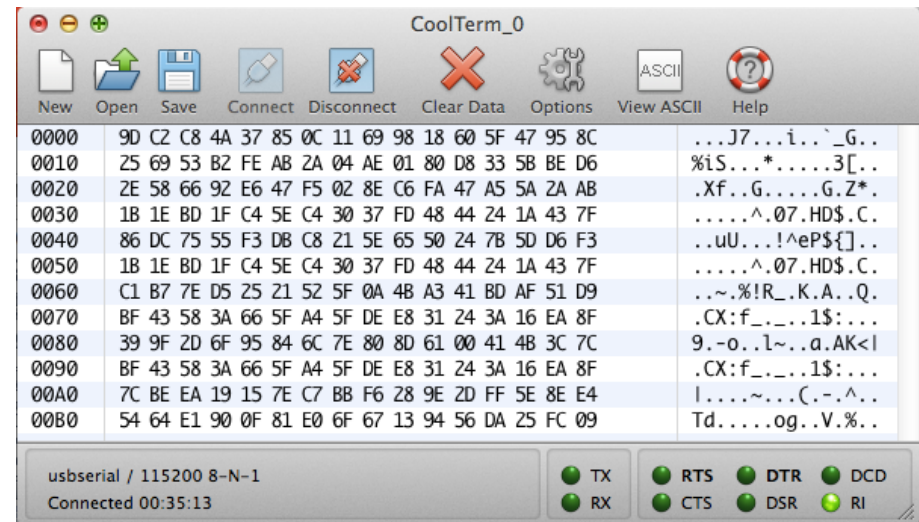 CoolTerm_0
New Open Save Connect Disconnect Clear Data Options ASCII View ASCII Help
0000 9D C2 C8 4A 37 85 0C 11 69 98 18 60 5F 47 95 8C ...J7...i..`_G..
0010 25 69 53 B2 FE AB 2A 04 AE 01 80 D8 33 5B BE D6 %iS...*.....3[..
0020 2E 58 66 92 E6 47 F5 02 8E C6 FA 47 A5 5A 2A AB .Xf..G.....G.Z*.
0030 1B 1E BD 1F C4 5E C4 30 37 FD 48 44 24 1A 43 7F .....^.07.HD$.C.
0040 86 DC 75 55 F3 DB C8 21 5E 65 50 24 7B 5D D6 F3 ..uU...!^eP${]..
0050 1B 1E BD 1F C4 5E C4 30 37 FD 48 44 24 1A 43 7F .....^.07.HD$.C.
0060 C1 B7 7E D5 25 21 52 5F 0A 4B A3 41 BD AF 51 D9 ..~.%!R_.K.A..Q.
0070 BF 43 58 3A 66 5F A4 5F DE E8 31 24 3A 16 EA 8F .CX:f_._..1$:...
0080 39 9F 2D 6F 95 84 6C 7E 80 8D 61 00 41 4B 3C 7C 9.-o..l~..a.AK<|
0090 BF 43 58 3A 66 5F A4 5F DE E8 31 24 3A 16 EA 8F .CX:f_._..1$:...
00A0 7C BE EA 19 15 7E C7 BB F6 28 9E 2D FF 5E 8E E4 |....~...(.-.^..
00B0 54 64 E1 90 0F 81 E0 6F 67 13 94 56 DA 25 FC 09 Td.....og..V.%..
usbserial / 115200 8-N-1 TX RTS DTR DCD
Connected 00:35:13 RX CTS DSR RI